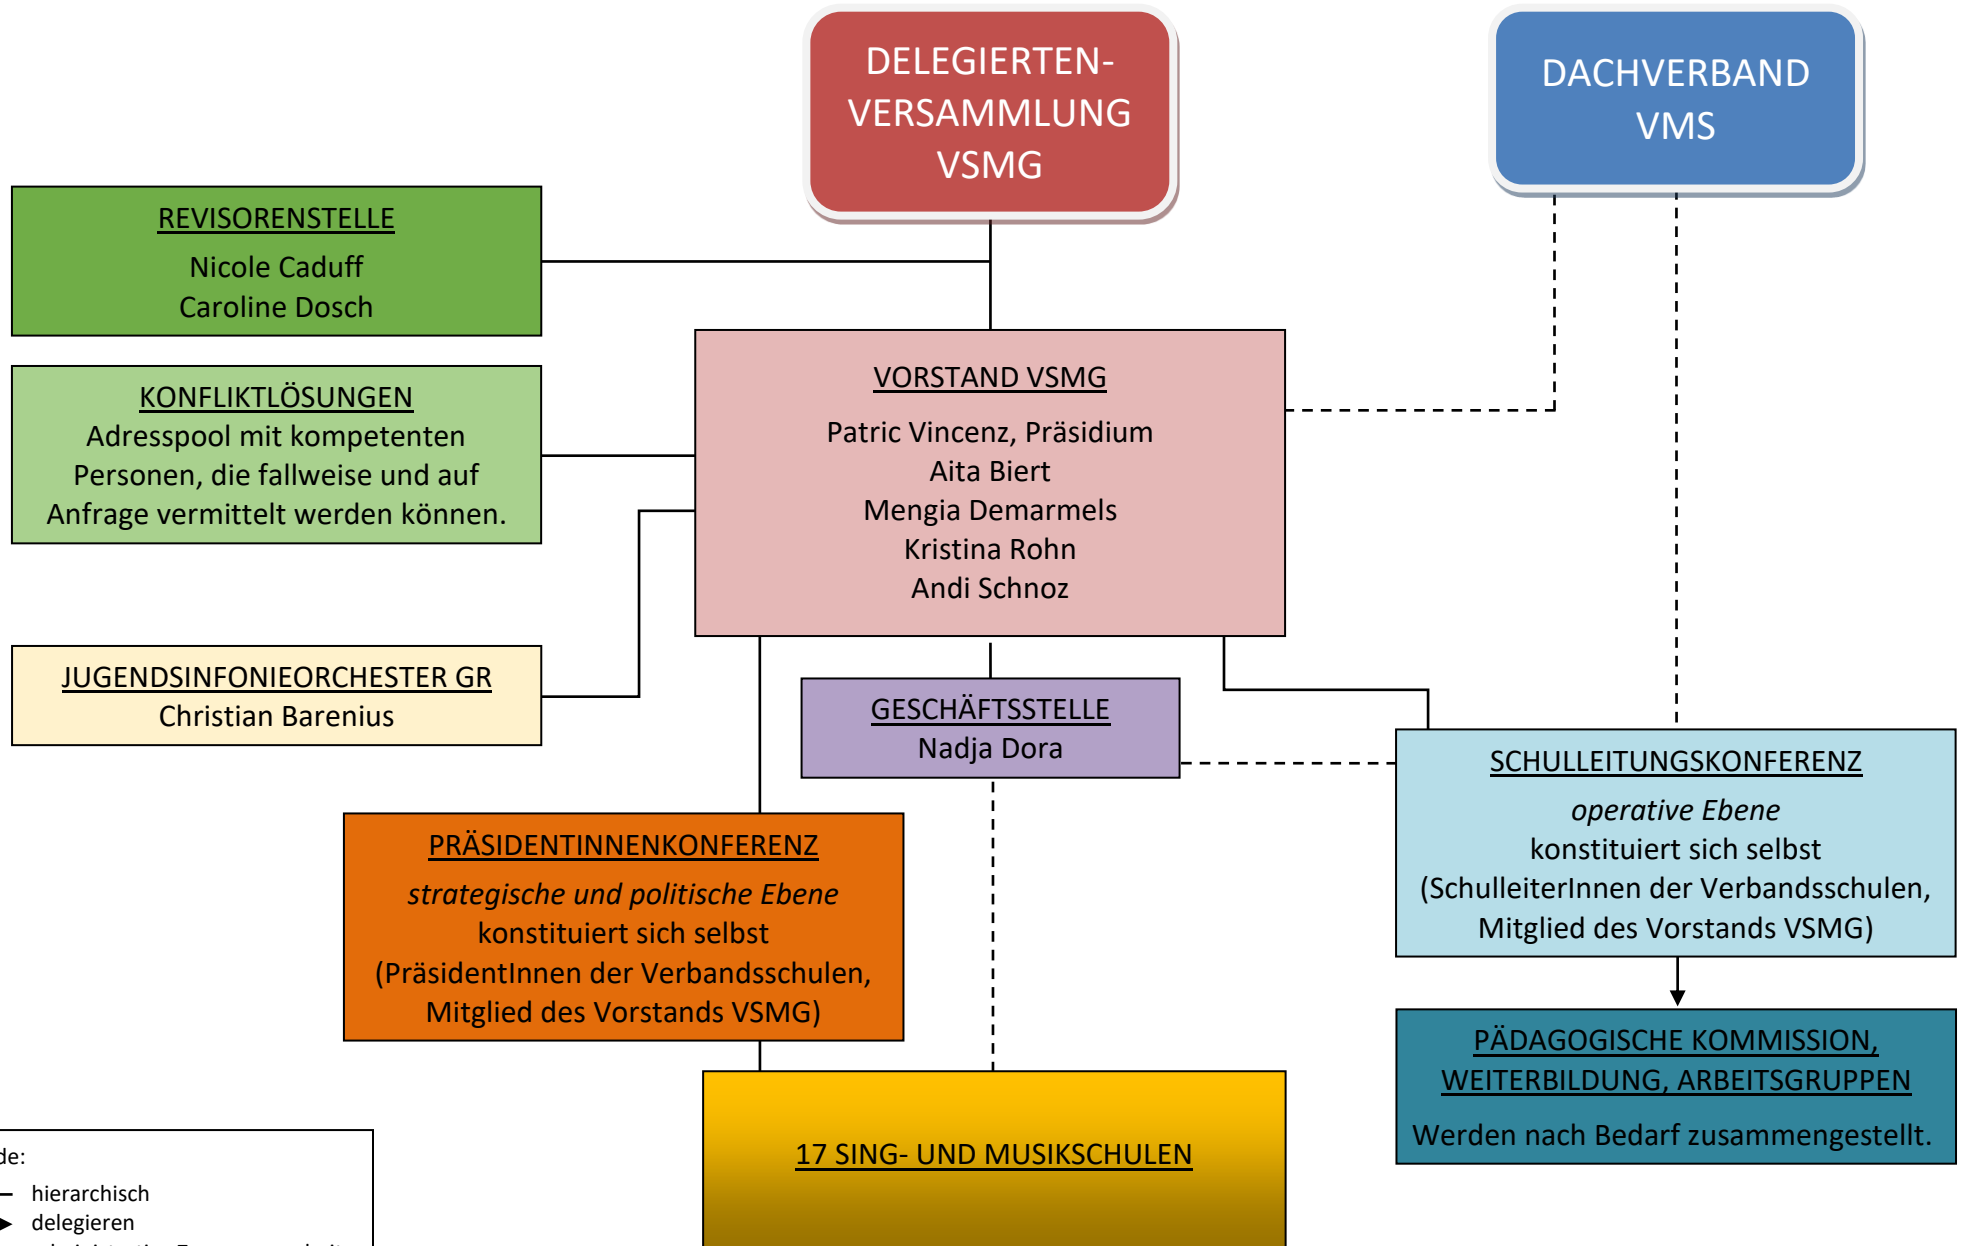 DELEGIERTEN-
VERSAMMLUNG
VSMG
DACHVERBAND
VMS
REVISORENSTELLE
Nicole Caduff
Caroline Dosch
KONFLIKTLÖSUNGEN
Adresspool mit kompetenten
Personen, die fallweise und auf
Anfrage vermittelt werden können.
VORSTAND VSMG
Patric Vincenz, Präsidium
Aita Biert
Mengia Demarmels
Kristina Rohn
Andi Schnoz
JUGENDSINFONIEORCHESTER GR
Christian Barenius
GESCHÄFTSSTELLE
Nadja Dora
SCHULLEITUNGSKONFERENZ
operative Ebene
konstituiert sich selbst
(SchulleiterInnen der Verbandsschulen,
Mitglied des Vorstands VSMG)
PRÄSIDENTINNENKONFERENZ
strategische und politische Ebene
konstituiert sich selbst
(PräsidentInnen der Verbandsschulen,
Mitglied des Vorstands VSMG)
PÄDAGOGISCHE KOMMISSION,
WEITERBILDUNG, ARBEITSGRUPPEN
Werden nach Bedarf zusammengestellt.
17 SING- UND MUSIKSCHULEN
de:
hierarchisch
delegieren